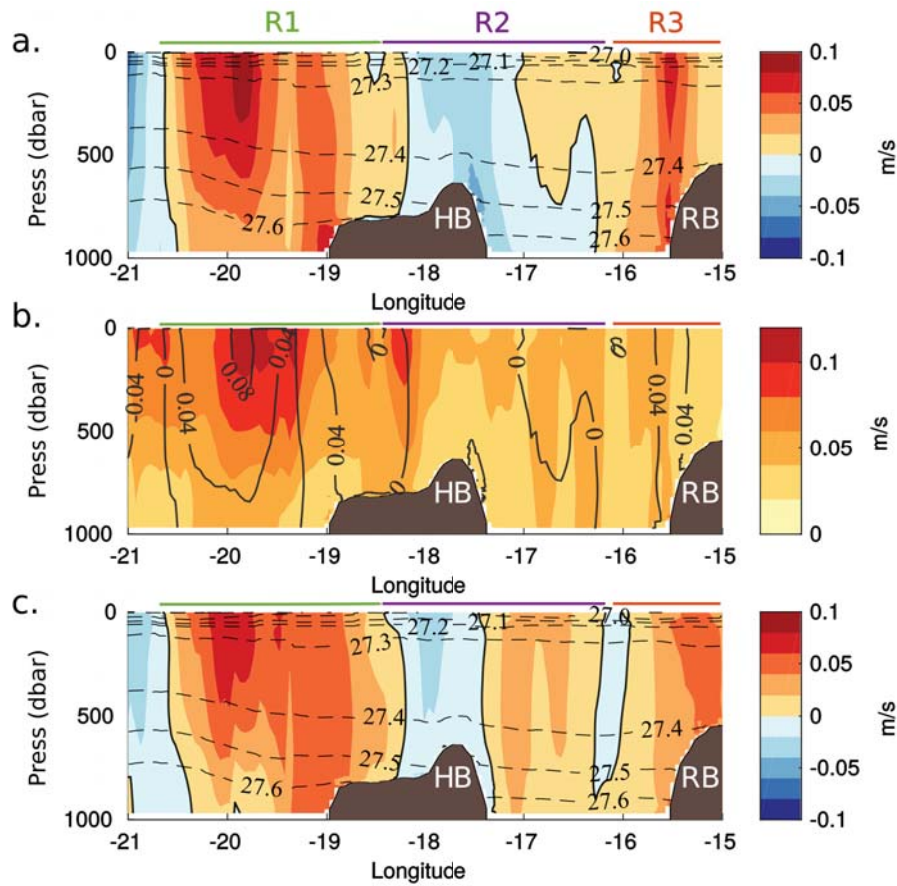 R1 R2 R3
a.
0 0.1
27.2 27.1 27.0
27.3
0.05
27.4 27.4
500 0
27.5 27.5
-0.05
27.6 HB 27.6 RB
1000 -0.1
Press (dbar)
m/s
-21 -20 -19 -18 -17 -16 -15
Longitude
b.
0
0.1
-0.04 0 0.04 0.08 0.04 0 0 0 0.04
500 0.05
0.04 0 0.04
HB 0 RB
1000 0
Press (dbar)
m/s
-21 -20 -19 -18 -17 -16 -15
Longitude
c.
0 0.1
27.2 27.1 27.0
27.3
0.05
27.4 27.4
500 0
27.5 27.5
-0.05
27.6 HB 27.6 RB
1000 -0.1
Press (dbar)
m/s
-21 -20 -19 -18 -17 -16 -15
Longitude